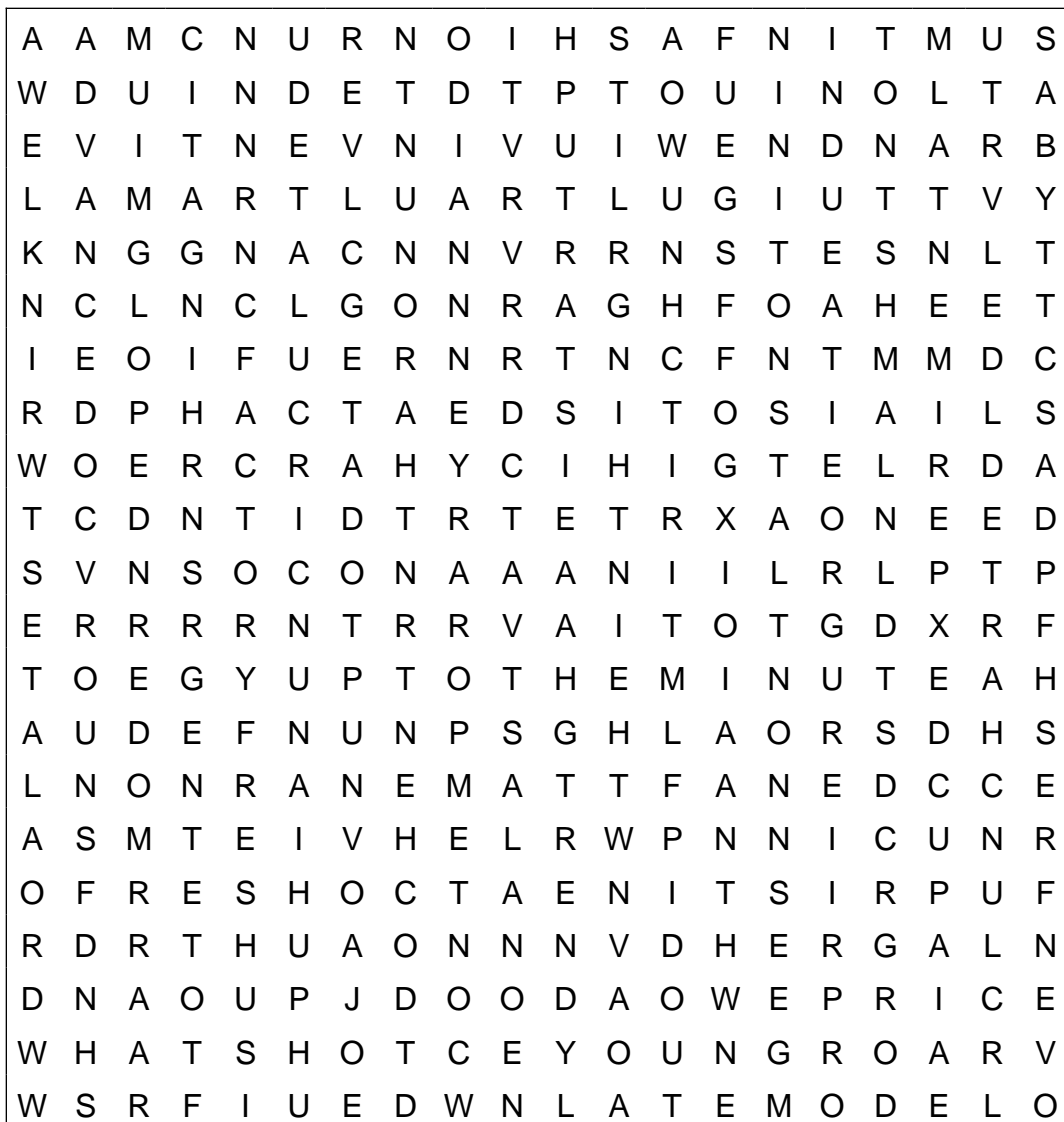 A A M C N U R N O I H S A F N I T M U S
W D U I N D E T D T P T O U I N O L T A
E V I T N E V N I V U I W E N D N A R B
L A M A R T L U A R T L U G I U T T V Y
K N G G N A C N N V R R N S T E S N L T
N C L N C L G O N R A G H F O A H E E T
I E O I F U E R N R T N C F N T M M D C
R D P H A C T A E D S I T O S I A I L S
W O E R C R A H Y C I H I G T E L R D A
T C D N T I D T R T E T R X A O N E E D
S V N S O C O N A A A N I I L R L P T P
E R R R R N T R R V A I T O T G D X R F
T O E G Y U P T O T H E M I N U T E A H
A U D E F N U N P S G H L A O R S D H S
L N O N R A N E M A T T F A N E D C C E
A S M T E I V H E L R W P N N I C U N R
O F R E S H O C T A E N I T S I R P U F
R D R T H U A O N N N V D H E R G A L N
D N A O U P J D O O D A O W E P R I C E
W H A T S H O T C E Y O U N G R O A R V
W S R F I U E D W N L A T E M O D E L O